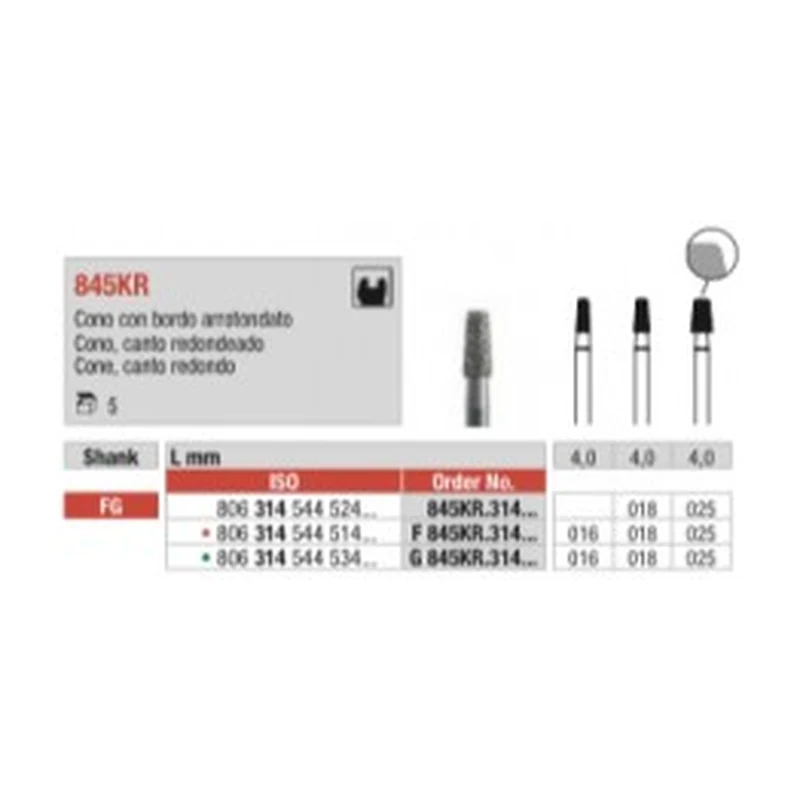 845KR
Cono con bordo arrotondato
Cono, canto redondeado
Cone, canto redondo
5
Shank L mm 4,0 4,0 4,0
ISO Order No.
FG 806 314 544 524... 845KR.314... 018 025
806 314 544 514... F 845KR.314... 016 018 025
806 314 544 534... G 845KR.314... 016 018 025